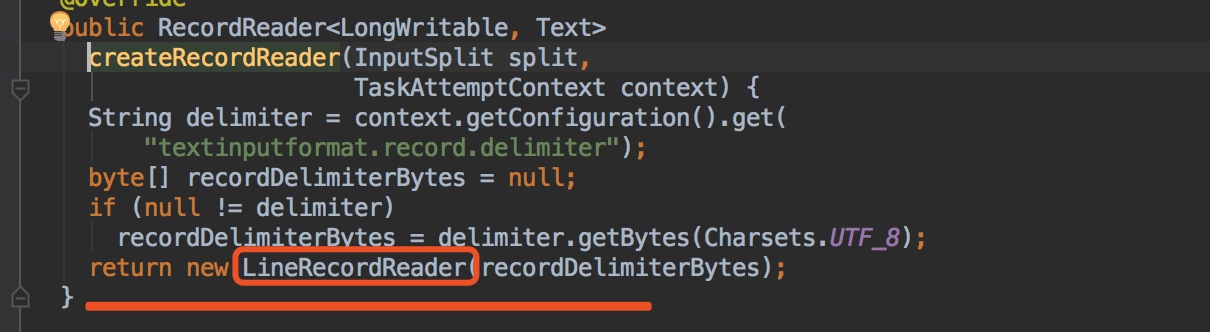 @Override
public RecordReader<LongWritable, Text>
createRecordReader(InputSplit split,
TaskAttemptContext context) {
String delimiter = context.getConfiguration().get(
"textinputformat.record.delimiter");
byte[] recordDelimiterBytes = null;
if (null != delimiter)
recordDelimiterBytes = delimiter.getBytes(Charsets.UTF_8);
return new LineRecordReader(recordDelimiterBytes);
}